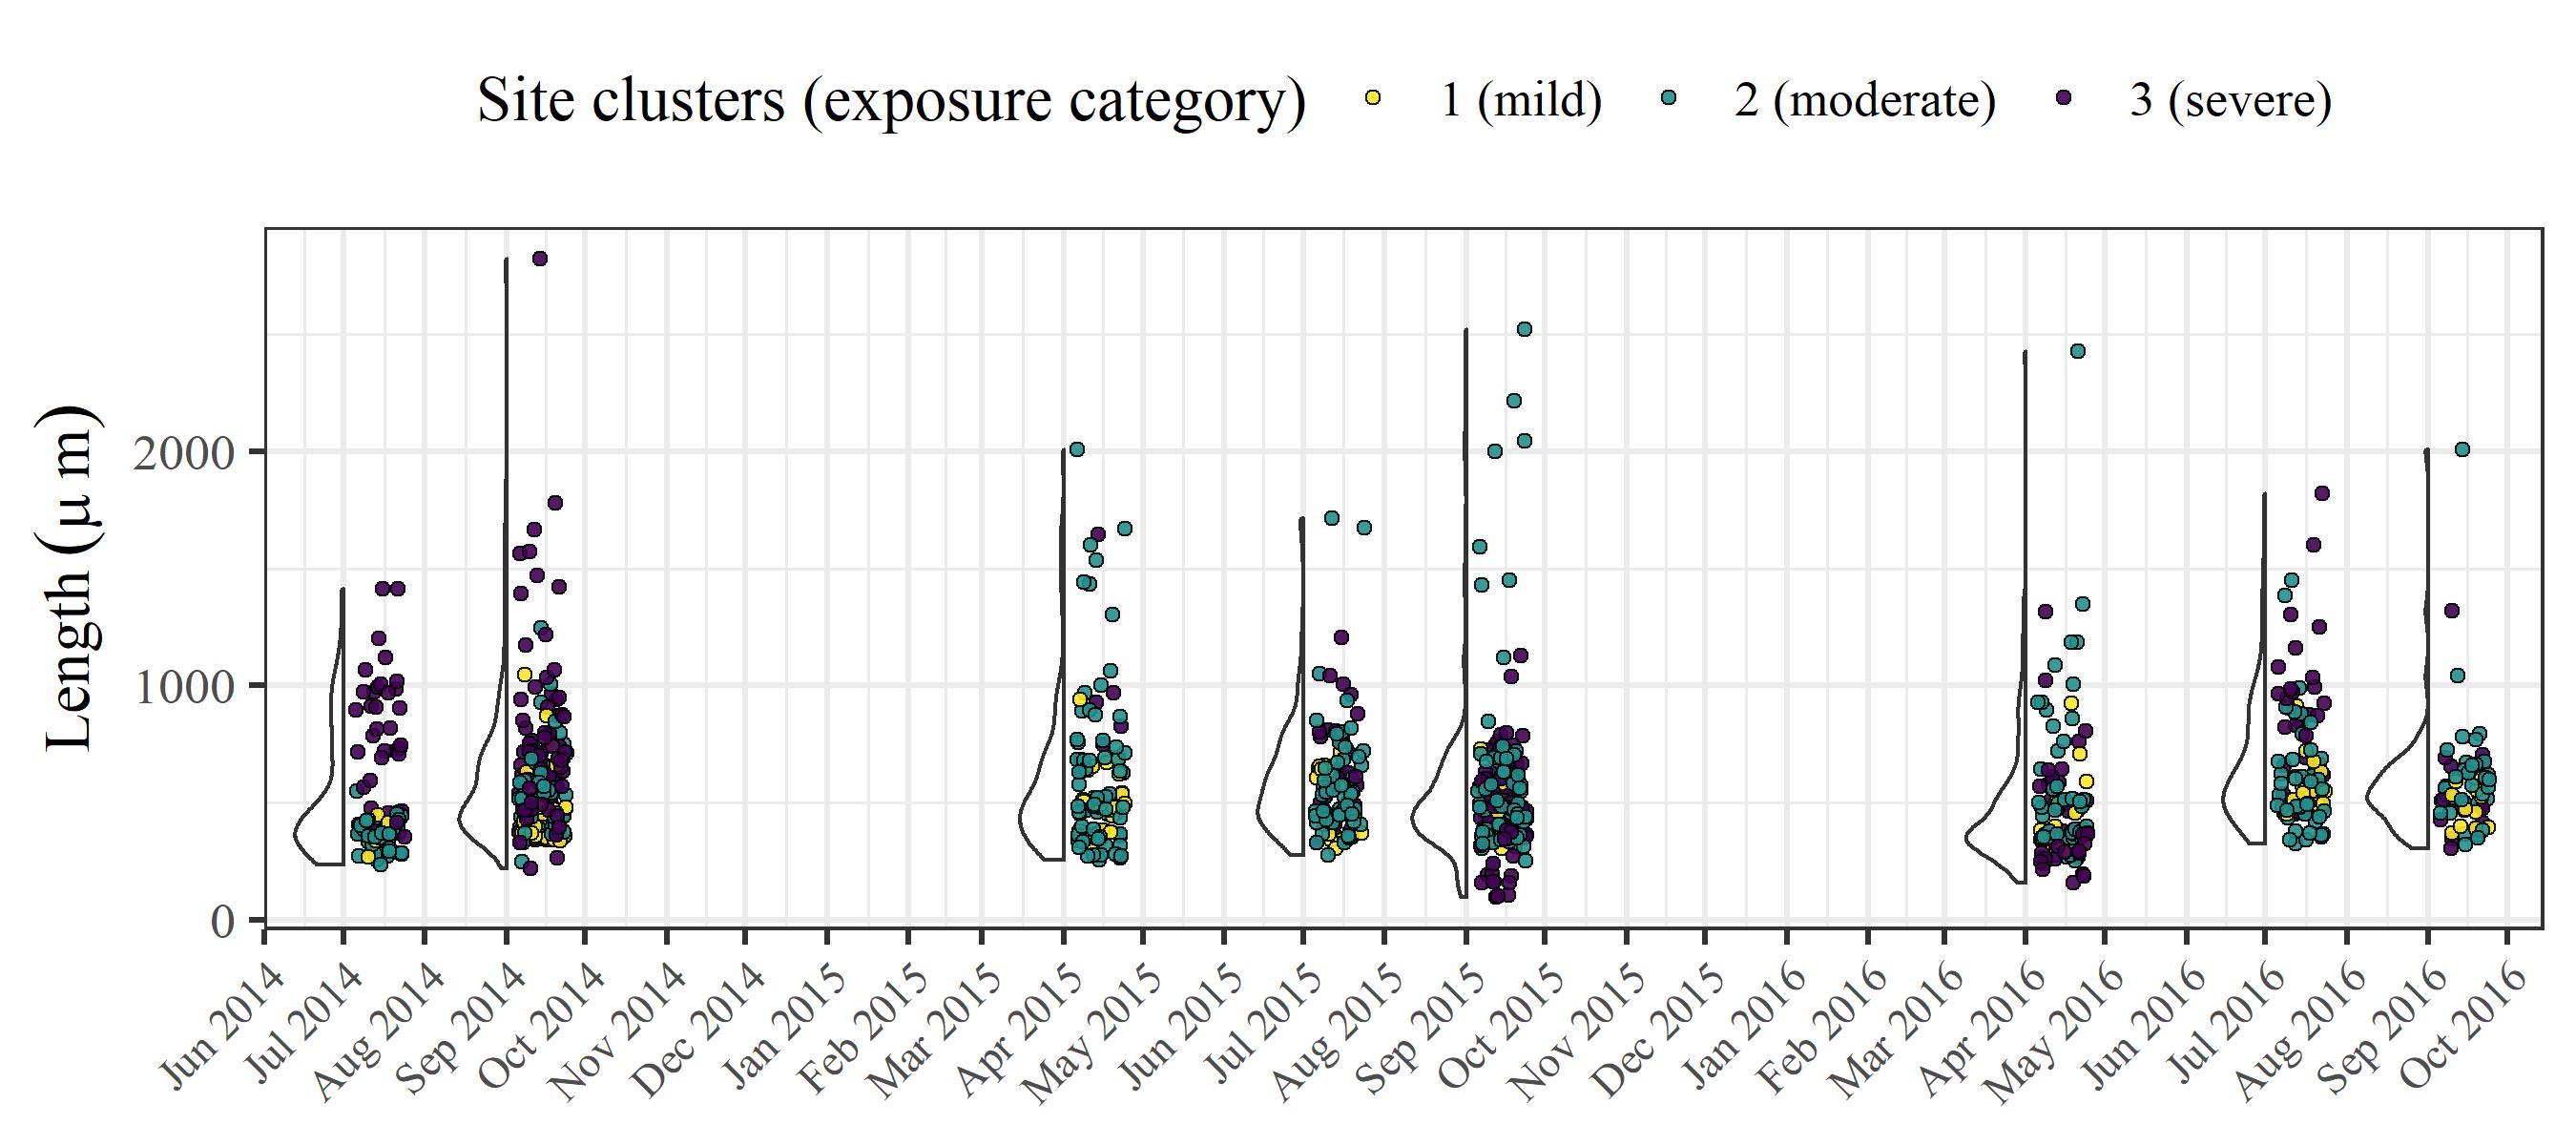 Site clusters (exposure category) 1 (mild) 2 (moderate) 3 (severe)
Length (μ m)
2000
1000
0
Jun 2014
Jul 2014
Aug 2014
Sep 2014
Oct 2014
Nov 2014
Dec 2014
Jan 2015
Feb 2015
Mar 2015
Apr 2015
May 2015
Jun 2015
Jul 2015
Aug 2015
Sep 2015
Oct 2015
Nov 2015
Dec 2015
Jan 2016
Feb 2016
Mar 2016
Apr 2016
May 2016
Jun 2016
Jul 2016
Aug 2016
Sep 2016
Oct 2016